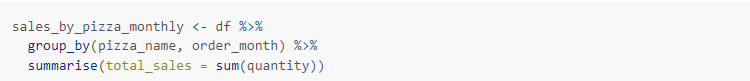 sales_by_pizza_monthly <- df %>%
  group_by(pizza_name, order_month) %>%
  summarise(total_sales = sum(quantity))